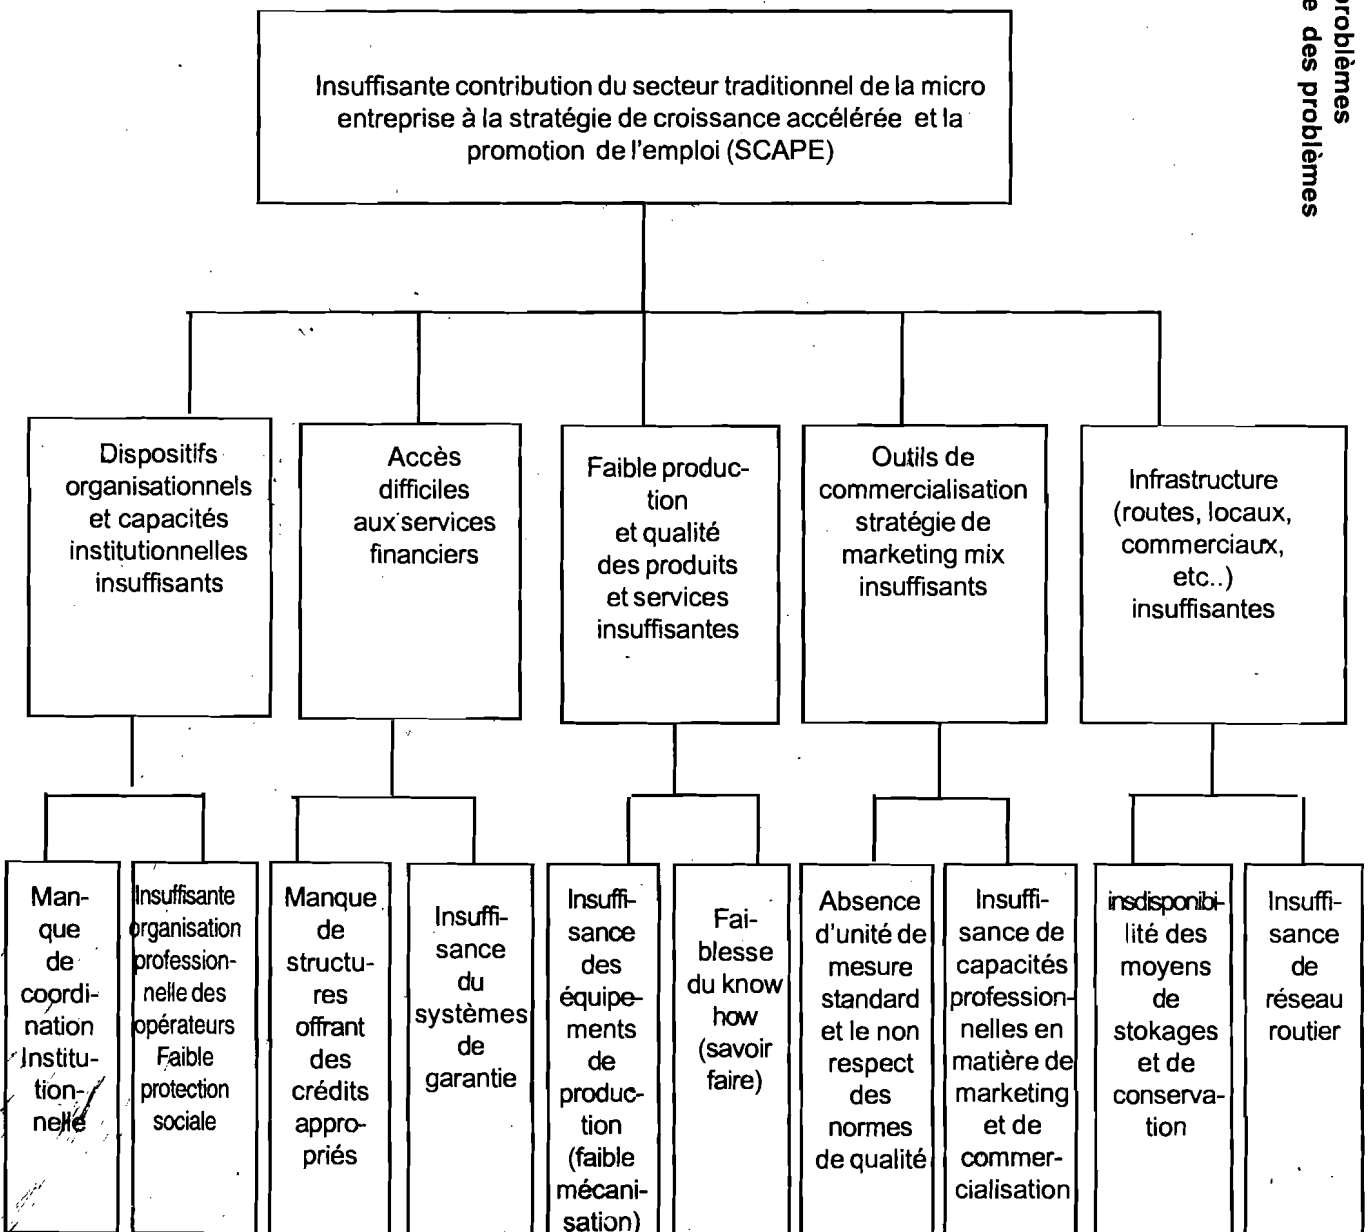 problèmes
e des problèmes
Insuffisante contribution du secteur traditionnel de la micro
entreprise à la stratégie de croissance accélérée et la
promotion de l'emploi (SCAPE)
Dispositifs
organisationnels
et capacités
institutionnelles
insuffisants
Accès
difficiles
aux services
financiers
Faible produc-
tion
et qualité
des produits
et services
insuffisantes
Outils de
commercialisation
stratégie de
marketing mix
insuffisants
Infrastructure
(routes, locaux,
commerciaux,
etc..)
insuffisantes
Man-
que
de
coordi-
nation
Institu-
tion-
nelle
Insuffisante
organisation
profession-
nelle des
opérateurs
Faible
protection
sociale
Manque
de
structu-
res
offrant
des
crédits
appro-
priés
Insuffi-
sance
du
systèmes
de
garantie
Insuffi-
sance
des
équipe-
ments
de
produc-
tion
(faible
mécani-
sation)
Fai-
blesse
du know
how
(savoir
faire)
Absence
d'unité de
mesure
standard
et le non
respect
des
normes
de qualité
Insuffi-
sance de
capacités
profession-
nelles en
matière de
marketing
et de
commer-
cialisation
insdisponibi-
lité des
moyens
de
stokages
et de
conserva-
tion
Insuffi-
sance
de
réseau
routier